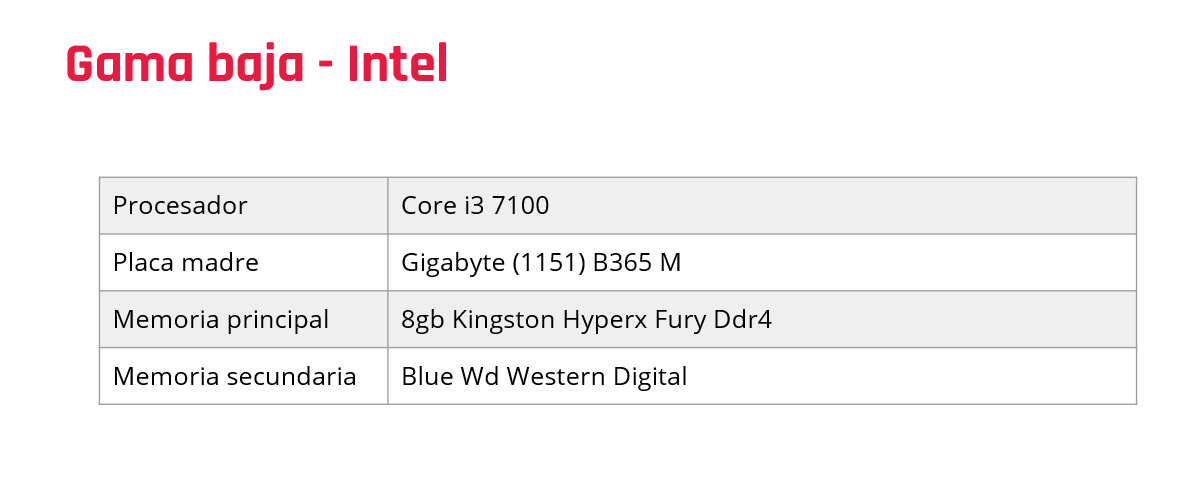 Gama baja - Intel
Procesador Core i3 7100
Placa madre Gigabyte (1151) B365 M
Memoria principal 8gb Kingston Hyperx Fury Ddr4
Memoria secundaria Blue Wd Western Digital